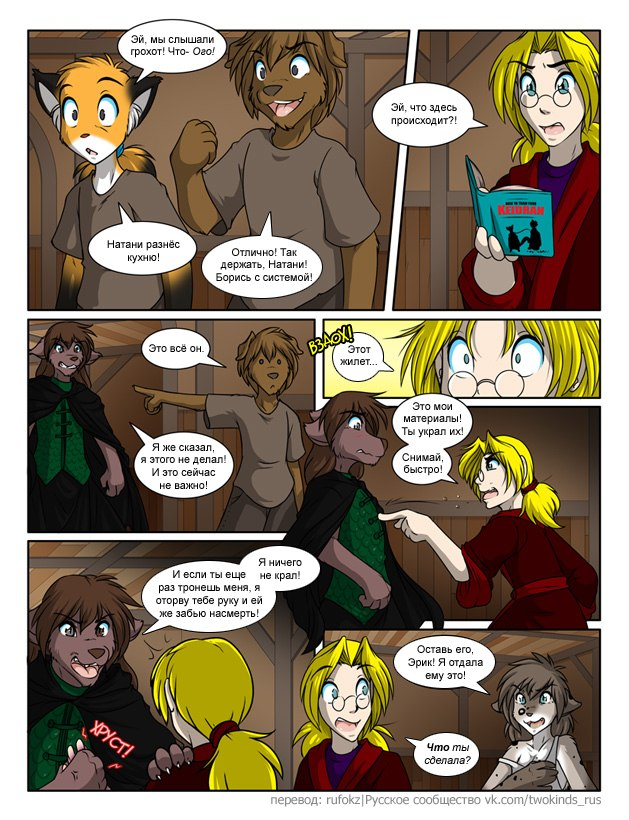 Эй, мы слышали
грохот! Что- Ого!
Натани разнёс
кухню!
Отлично! Так
держать, Натани!
Борись с системой!
Эй, что здесь
происходит?!
KEIDRAN
Это всё он.
Я же сказал,
я этого не делал!
И это сейчас
не важно!
ВЗДОХ!
Этот
жилет...
Это мои
материалы!
Ты украл их!
Снимай,
быстро!
Я ничего
не крал!
И если ты еще
раз тронешь меня, я
оторву тебе руку и ей
же забью насмерть!
ХРУСТ!
Оставь его,
Эрик! Я отдала
ему это!
Что ты
сделала?
перевод: rufokz|Русское сообщество vk.com/twokinds_rus